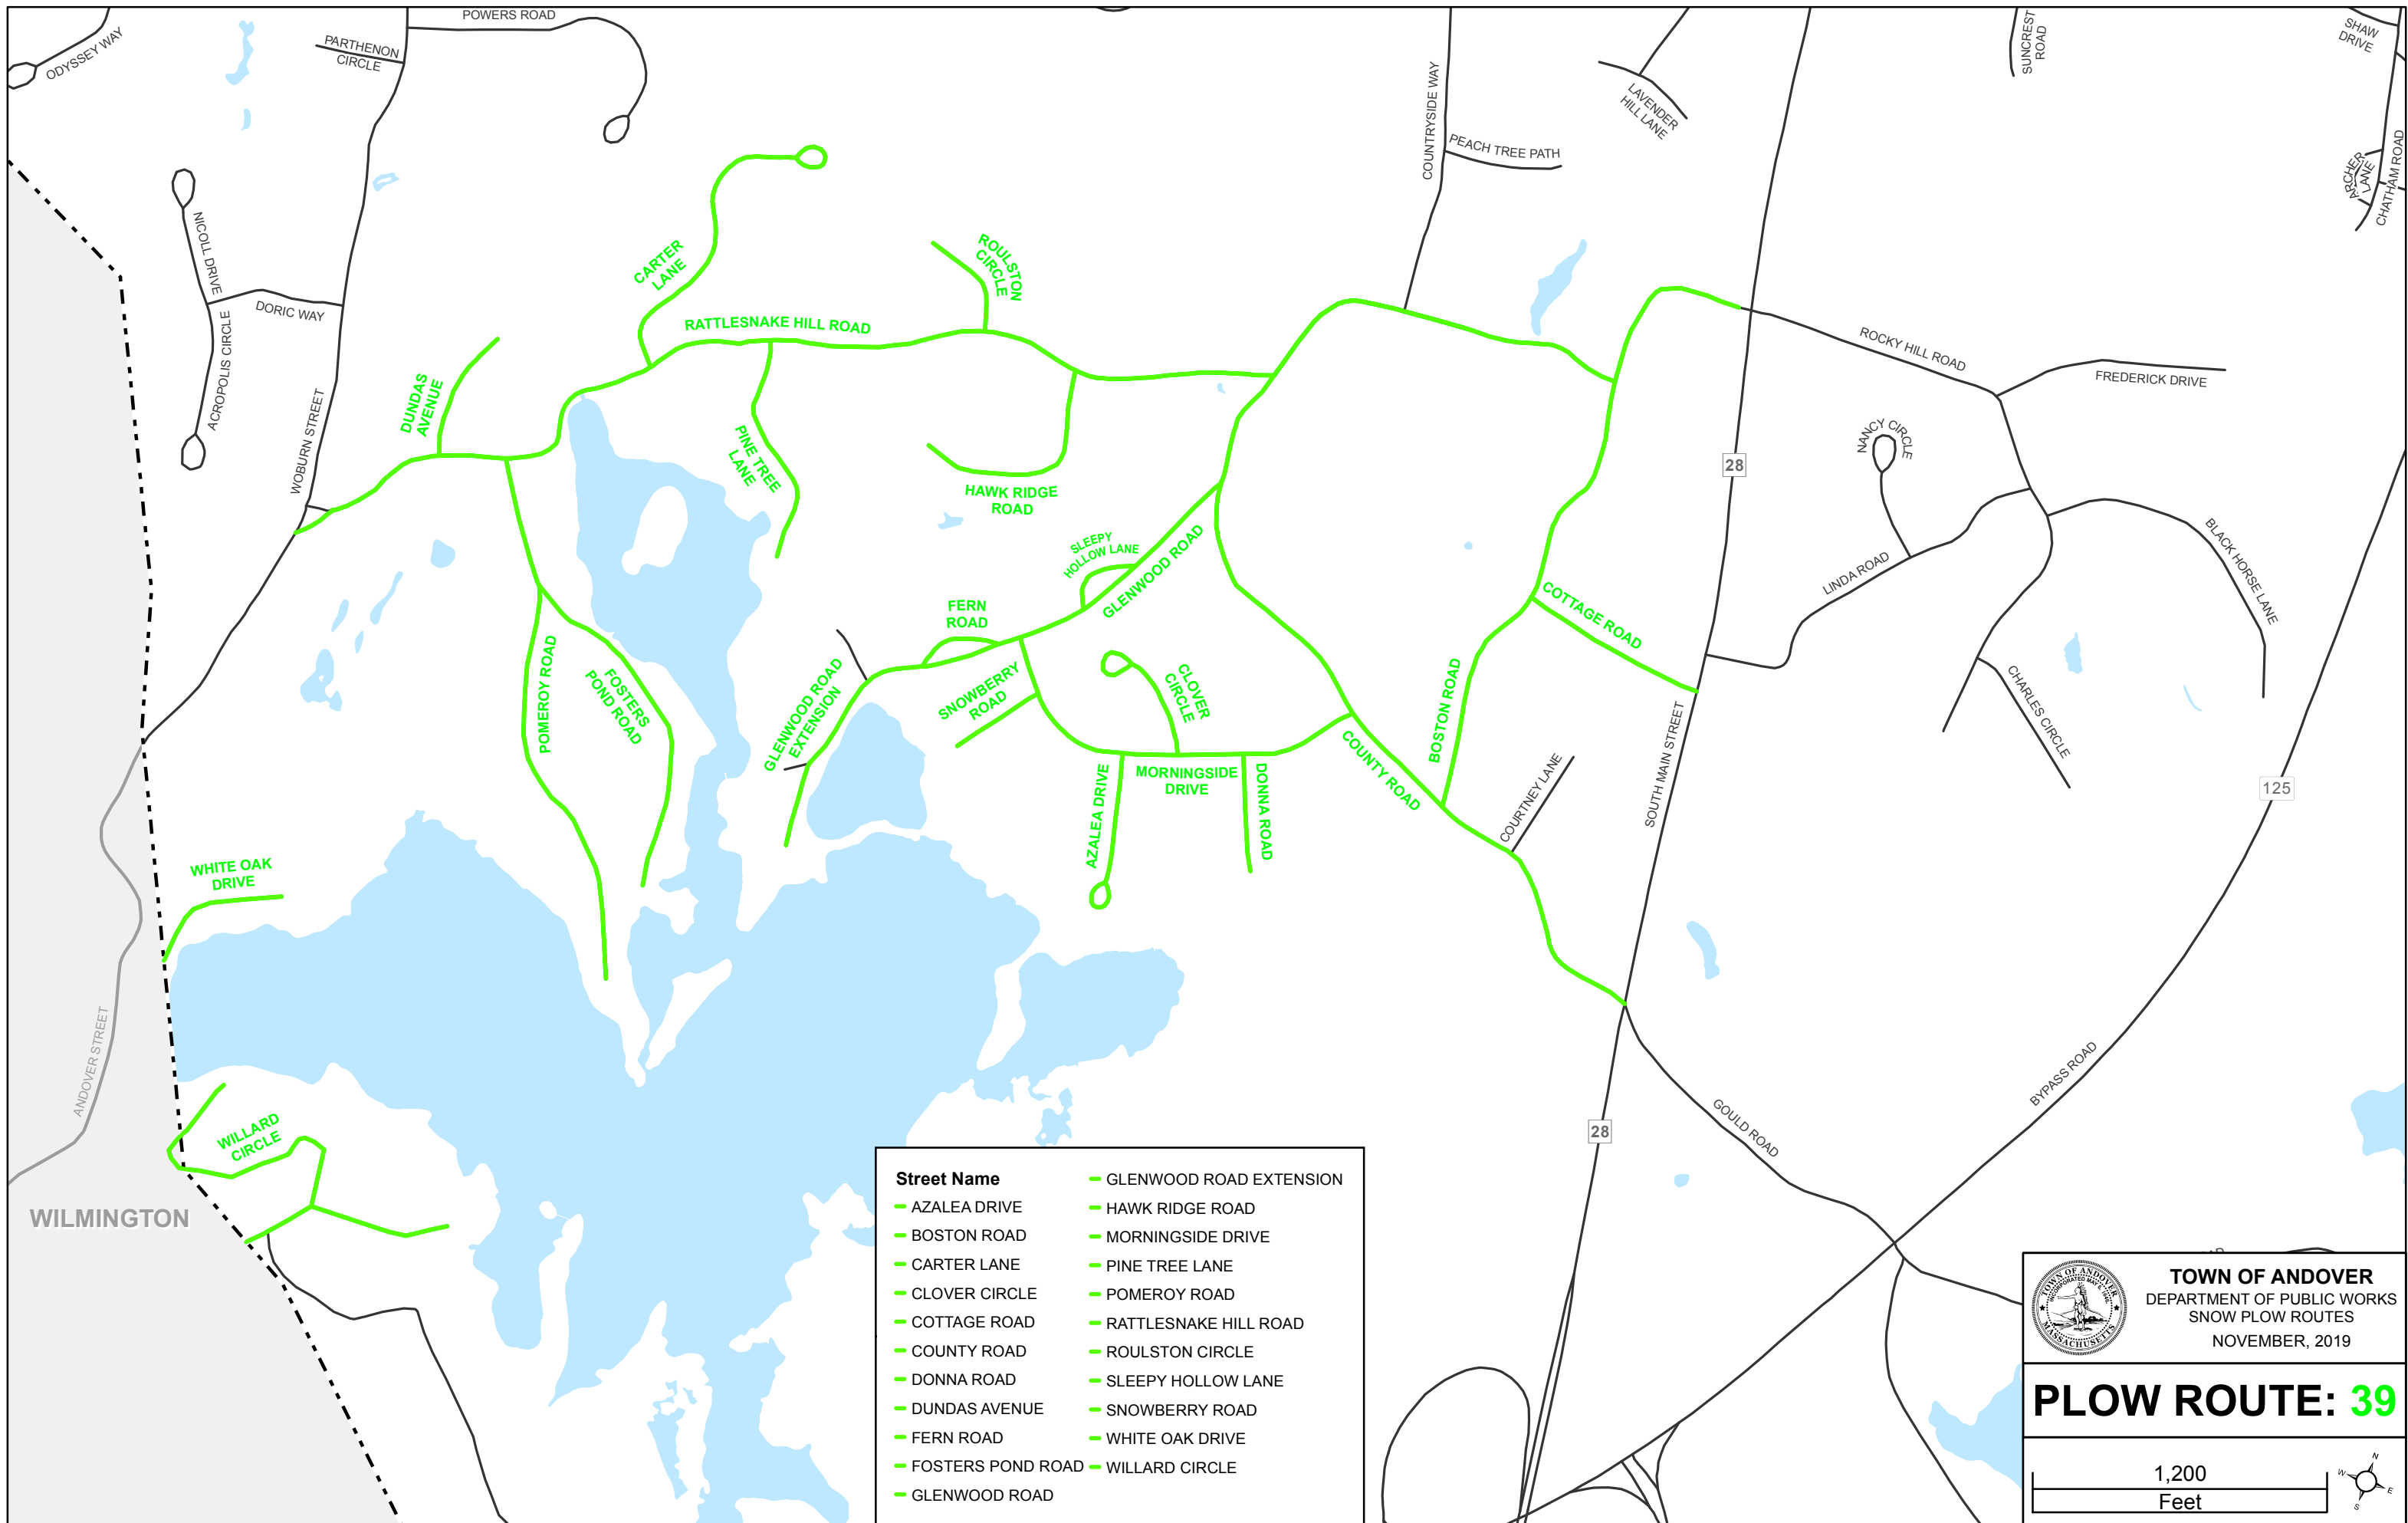 POWERS ROAD
ODYSSEY WAY
PARTHENON
CIRCLE
SUNCREST
ROAD
SHAW
DRIVE
COUNTRYSIDE WAY
LAVENDER
HILL LANE
PEACH TREE PATH
ARCHER
LANE
CHATHAM ROAD
NICOLL DRIVE
DORIC WAY
ACROPOLIS CIRCLE
WOBURN STREET
CARTER
LANE
ROULSTON
CIRCLE
RATTLESNAKE HILL ROAD
DUNDAS
AVENUE
PINE TREE
LANE
HAWK RIDGE
ROAD
ROCKY HILL ROAD
FREDERICK DRIVE
NANCY CIRCLE
28
BLACK HORSE LANE
LINDA ROAD
SLEEPY
HOLLOW LANE
GLENWOOD ROAD
FERN
ROAD
COTTAGE ROAD
POMEROY ROAD
FOSTERS
POND ROAD
GLENWOOD ROAD
EXTENSION
SNOWBERRY
ROAD
CLOVER
CIRCLE
BOSTON ROAD
CHARLES CIRCLE
SOUTH MAIN STREET
COUNTY ROAD
COURTNEY LANE
AZALEA DRIVE
MORNINGSIDE
DRIVE
DONNA ROAD
125
WHITE OAK
DRIVE
ANDOVER STREET
BYPASS ROAD
GOULD ROAD
28
WILLARD
CIRCLE
WILMINGTON
Street Name
AZALEA DRIVE
BOSTON ROAD
CARTER LANE
CLOVER CIRCLE
COTTAGE ROAD
COUNTY ROAD
DONNA ROAD
DUNDAS AVENUE
FERN ROAD
FOSTERS POND ROAD
GLENWOOD ROAD
GLENWOOD ROAD EXTENSION
HAWK RIDGE ROAD
MORNINGSIDE DRIVE
PINE TREE LANE
POMEROY ROAD
RATTLESNAKE HILL ROAD
ROULSTON CIRCLE
SLEEPY HOLLOW LANE
SNOWBERRY ROAD
WHITE OAK DRIVE
WILLARD CIRCLE
TOWN OF ANDOVER
MASSACHUSETTS
TOWN OF ANDOVER
DEPARTMENT OF PUBLIC WORKS
SNOW PLOW ROUTES
NOVEMBER, 2019
PLOW ROUTE: 39
1,200
Feet
N
W
E
S